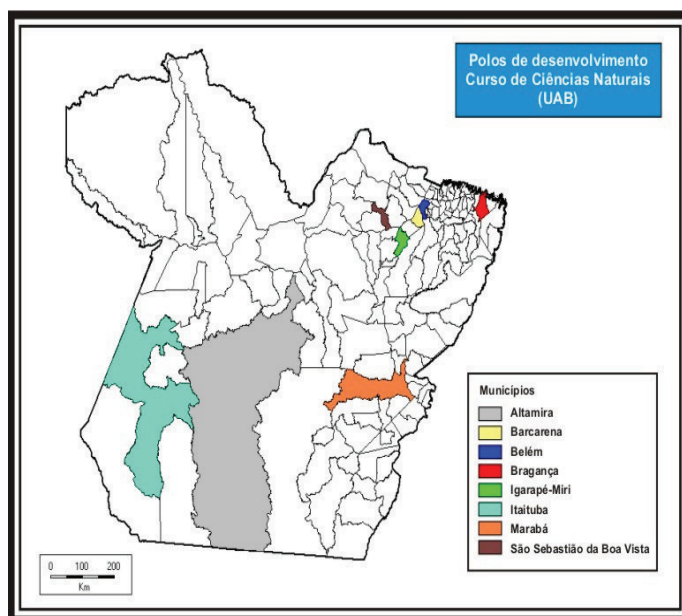 Polos de desenvolvimento
Curso de Ciências Naturais
(UAB)
Municípios
Altamira
Barcarena
Belém
Bragança
Igarapé-Miri
Itaituba
Marabá
São Sebastião da Boa Vista
0 100 200
Km